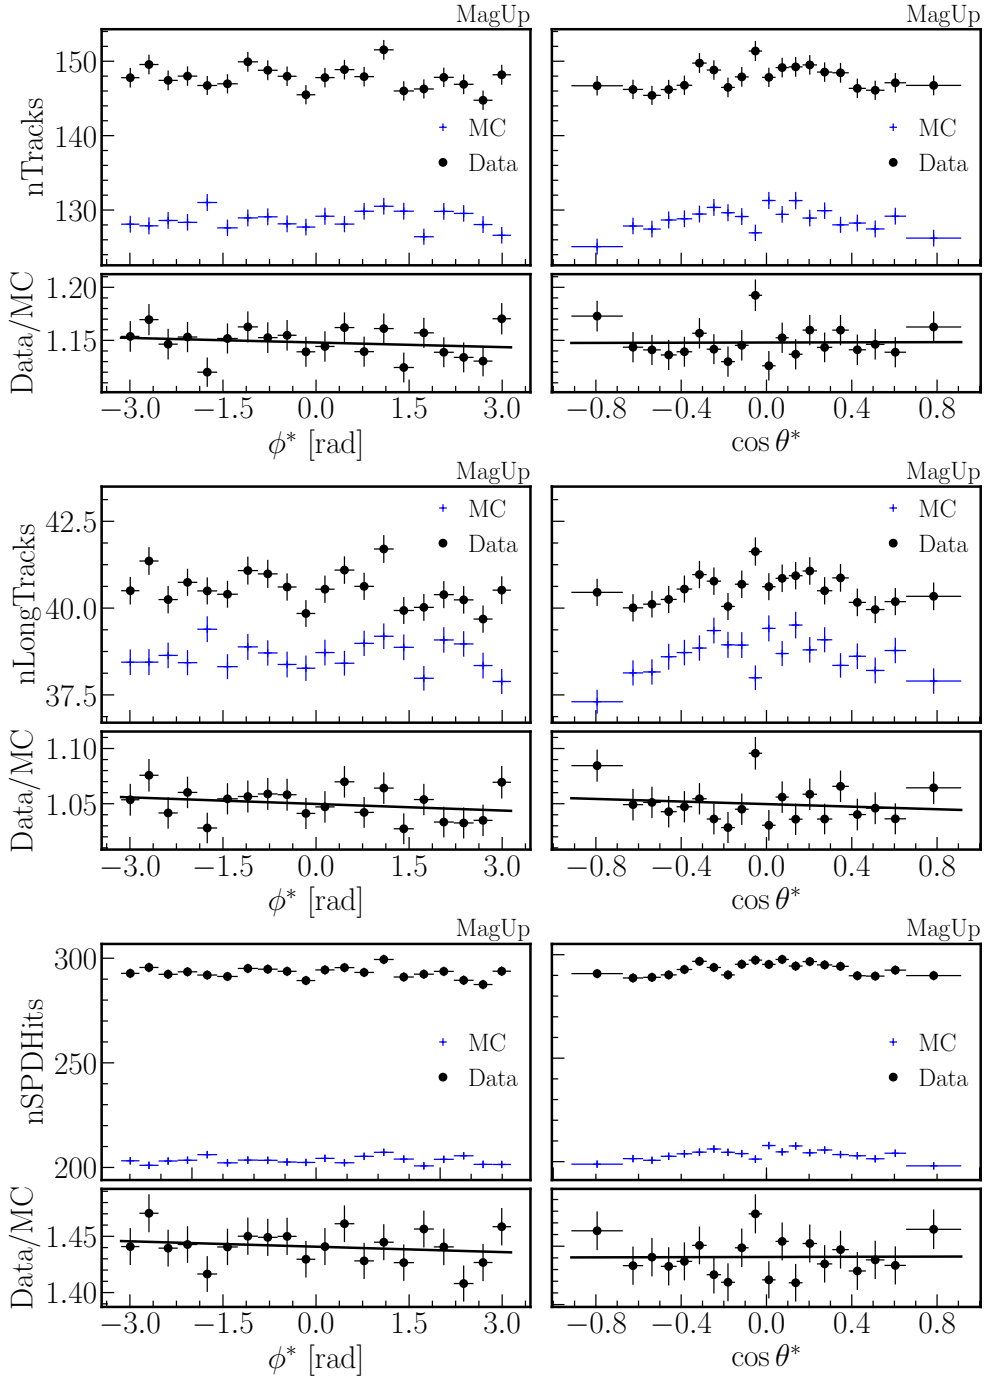 MagUp MagUp
nTracks
150
140
130
MC
Data
MC
Data
Data/MC
1.20
1.15
−3.0 −1.5 0.0 1.5 3.0 −0.8 −0.4 0.0 0.4 0.8
ϕ* [rad] cos θ*
MagUp MagUp
nLongTracks
42.5
40.0
37.5
MC
Data
MC
Data
Data/MC
1.10
1.05
−3.0 −1.5 0.0 1.5 3.0 −0.8 −0.4 0.0 0.4 0.8
ϕ* [rad] cos θ*
MagUp MagUp
nSPDHits
300
250
200
MC
Data
MC
Data
Data/MC
1.45
1.40
−3.0 −1.5 0.0 1.5 3.0 −0.8 −0.4 0.0 0.4 0.8
ϕ* [rad] cos θ*